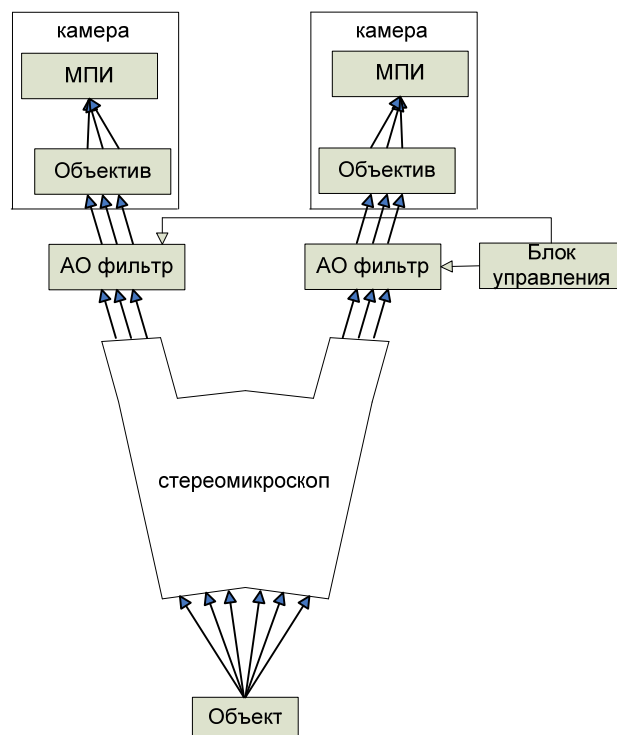 камера
камера
МПИ
МПИ
Объектив
Объектив
АО фильтр
АО фильтр
Блок
управления
стереомикроскоп
Объект